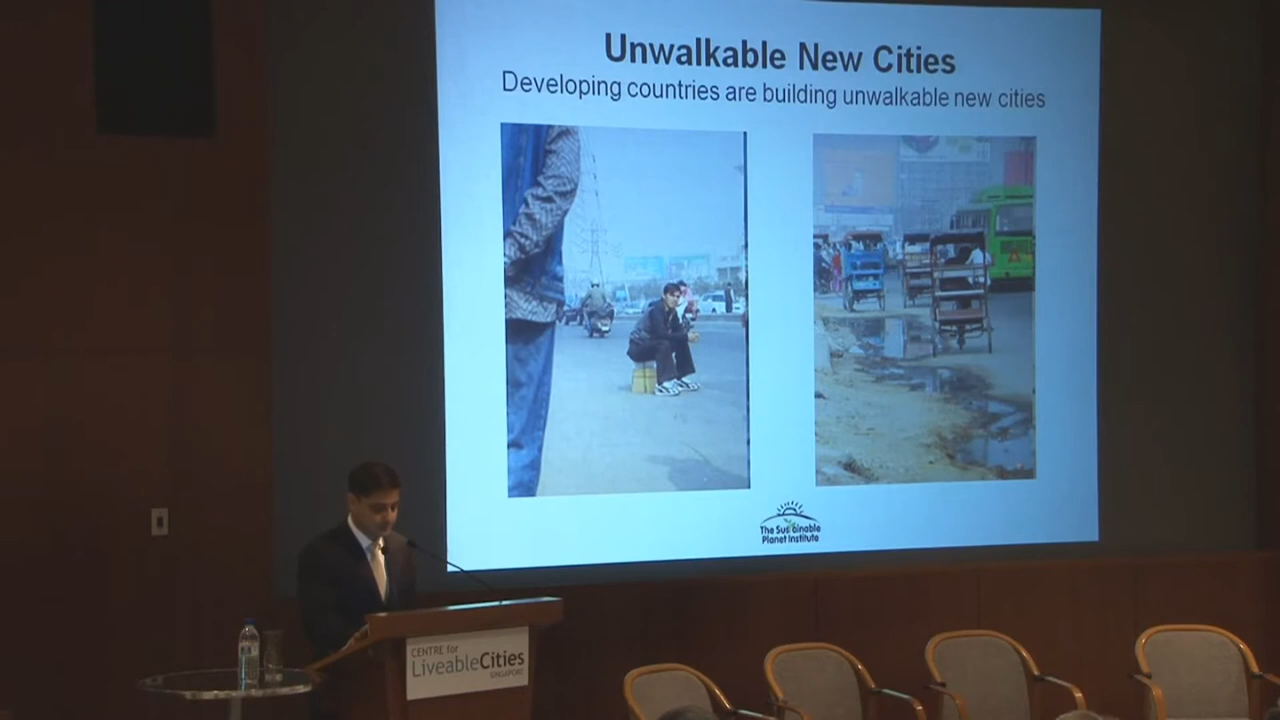 Unwalkable New Cities
Developing countries are building unwalkable new cities
The Sustainable
Planet Institute
CENTRE for
LiveableCities
SINGAPORE